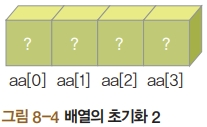 ? ? ? ?
aa[0] aa[1] aa[2] aa[3]
그림 8-4 배열의 초기화 2